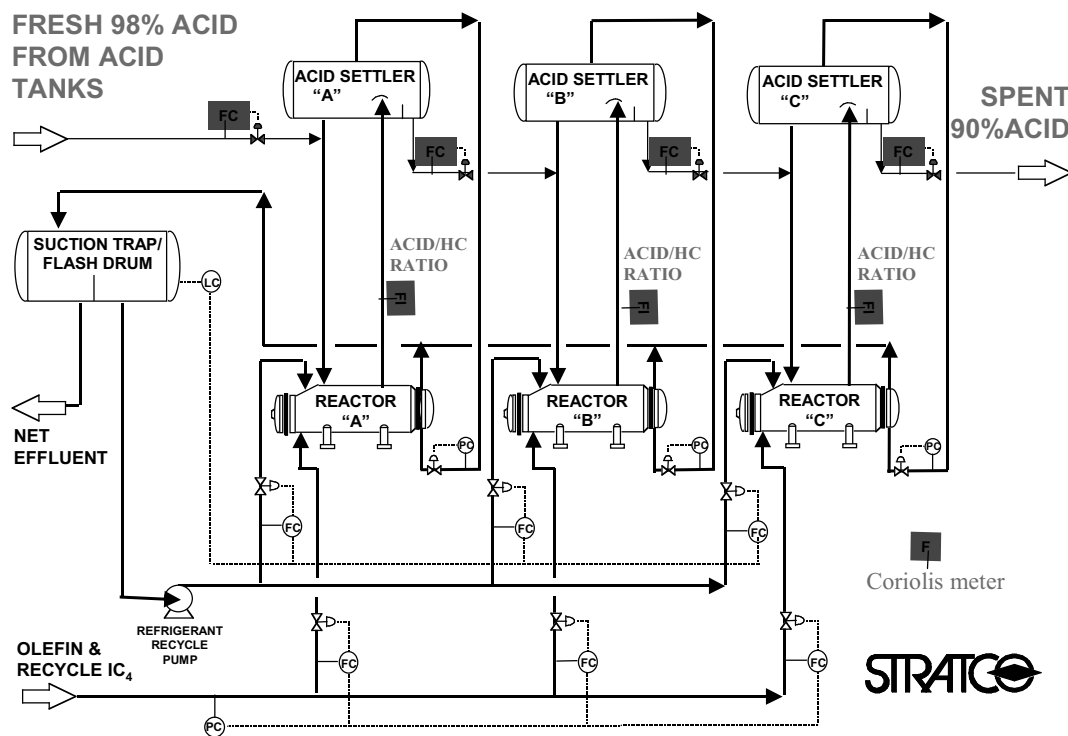 FRESH 98% ACID
FROM ACID
TANKS
ACID SETTLER
“A”
ACID SETTLER
“B”
ACID SETTLER
“C”
SPENT
90%ACID
FC
FC
FC
FC
SUCTION TRAP/
FLASH DRUM
LC
ACID/HC
RATIO
FI
ACID/HC
RATIO
FI
ACID/HC
RATIO
FI
REACTOR
“A”
REACTOR
“B”
REACTOR
“C”
NET
EFFLUENT
PC
PC
PC
FC
FC
FC
F
Coriolis meter
REFRIGERANT
RECYCLE
PUMP
OLEFIN &
RECYCLE IC₄
FC
FC
FC
PC
STRATCO